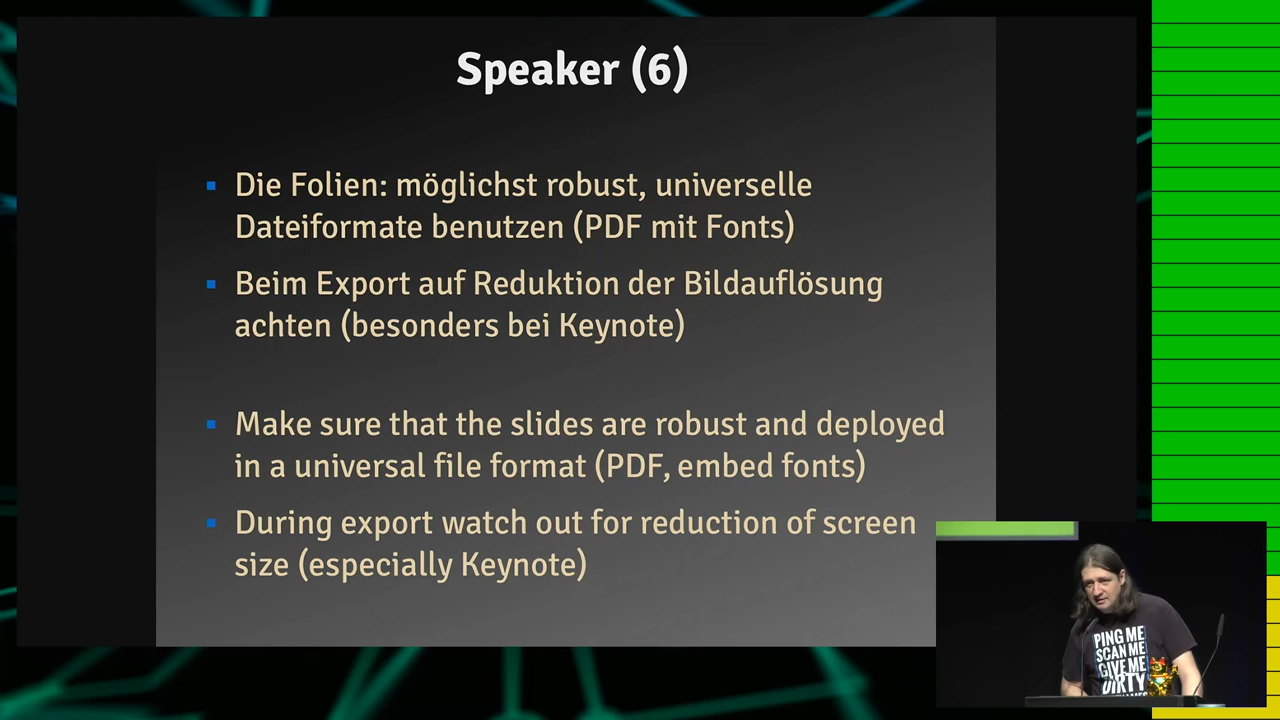 Speaker (6)
Die Folien: möglichst robust, universelle
Dateiformate benutzen (PDF mit Fonts)
Beim Export auf Reduktion der Bildauflösung
achten (besonders bei Keynote)
Make sure that the slides are robust and deployed
in a universal file format (PDF, embed fonts)
During export watch out for reduction of screen
size (especially Keynote)
PING ME
SCAN ME
GIVE ME
DIRTY